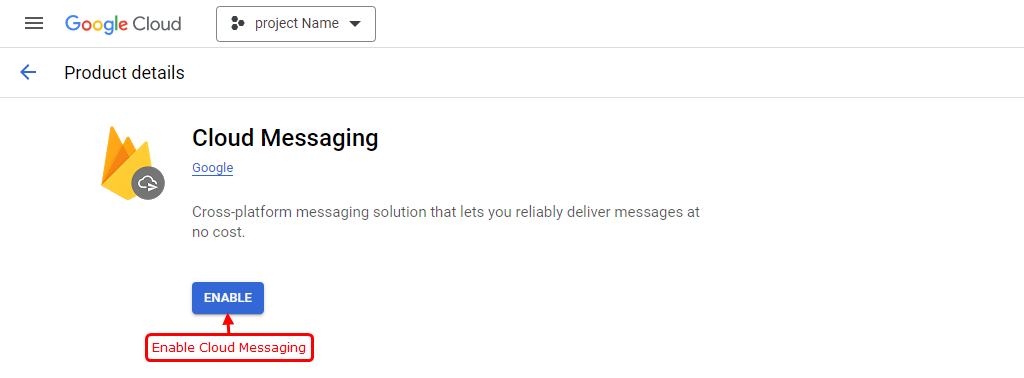 Google Cloud
project Name
Product details
Cloud Messaging
Google
Cross-platform messaging solution that lets you reliably deliver messages at
no cost.
ENABLE
Enable Cloud Messaging